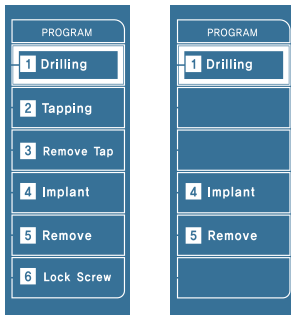 PROGRAM
1 Drilling
2 Tapping
3 Remove Tap
4 Implant
5 Remove
6 Lock Screw
PROGRAM
1 Drilling
4 Implant
5 Remove